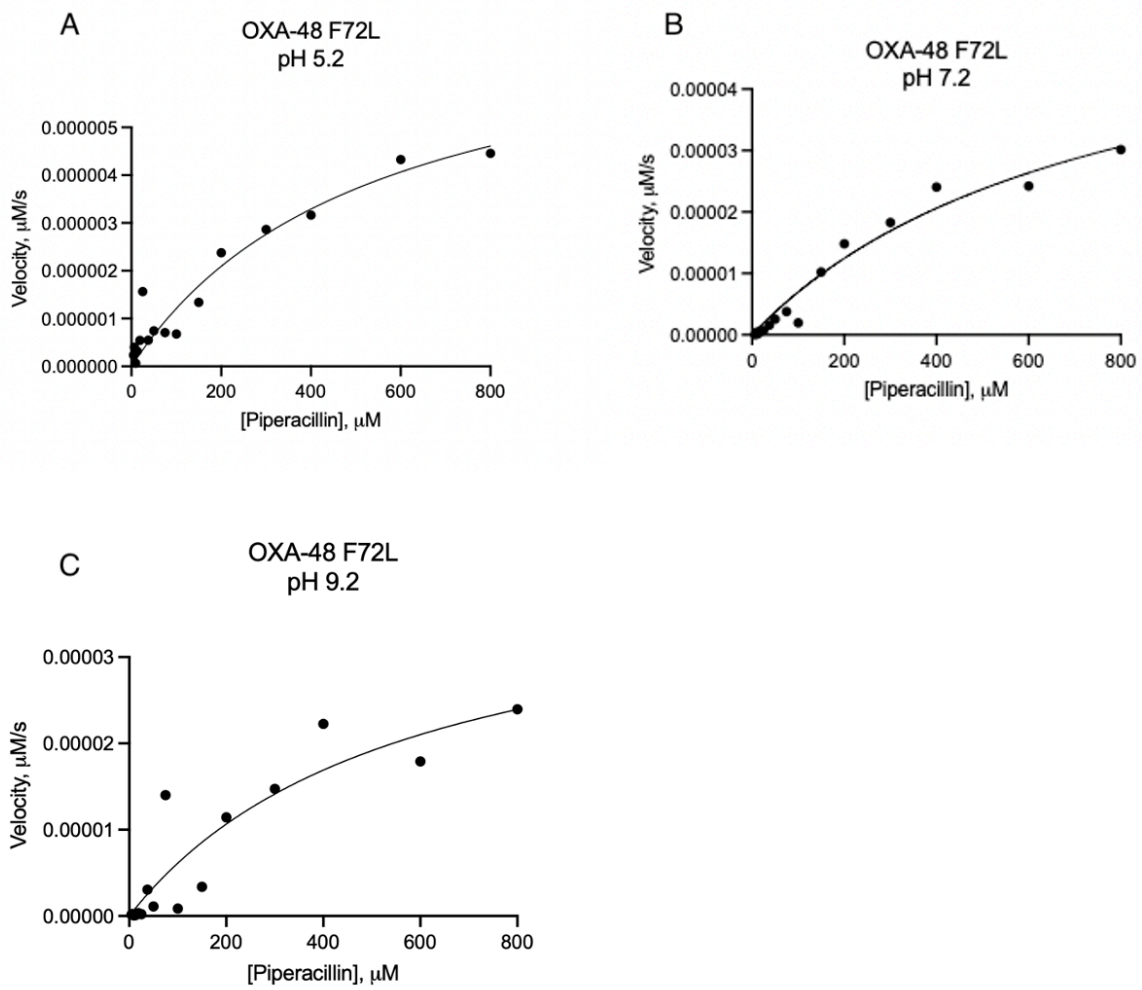 A
OXA-48 F72L
pH 5.2
0.000005
0.000004
0.000003
0.000002
0.000001
0.000000
Velocity, μM/s
0 200 400 600 800
[Piperacillin], μM
B
OXA-48 F72L
pH 7.2
0.00004
0.00003
0.00002
0.00001
0.00000
Velocity, μM/s
0 200 400 600 800
[Piperacillin], μM
C
OXA-48 F72L
pH 9.2
0.00003
0.00002
0.00001
0.00000
Velocity, μM/s
0 200 400 600 800
[Piperacillin], μM